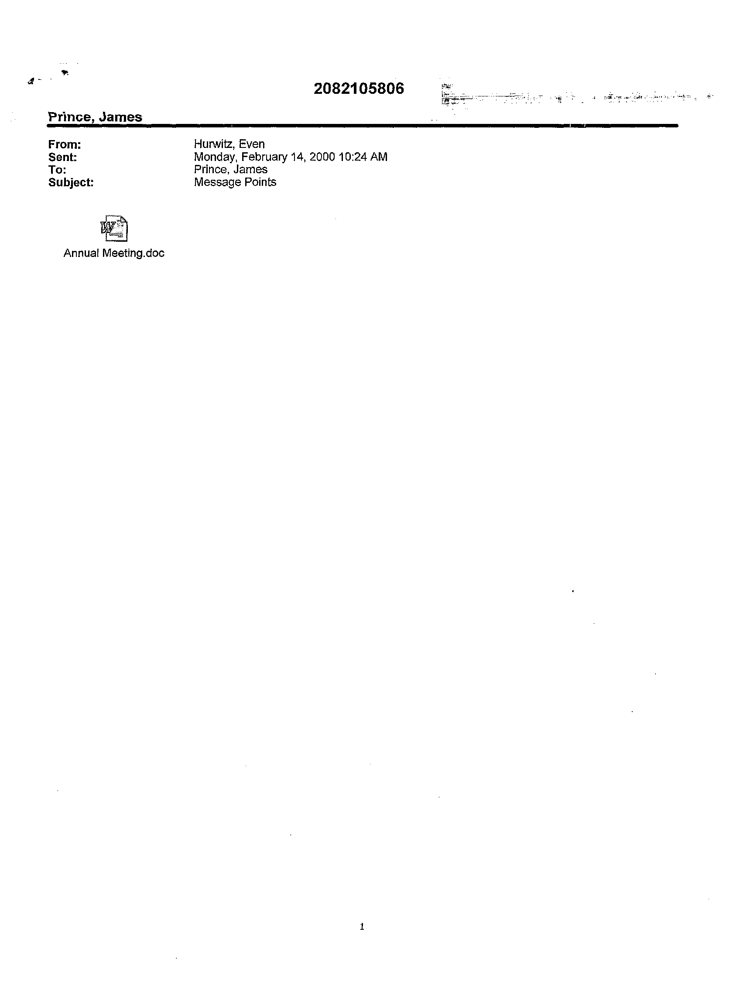 2082105806
Prince, James
From: Hurwitz, Even
Sent: Monday, February 14, 2000 10:24 AM
To: Prince, James
Subject: Message Points
Annual Meeting.doc
1